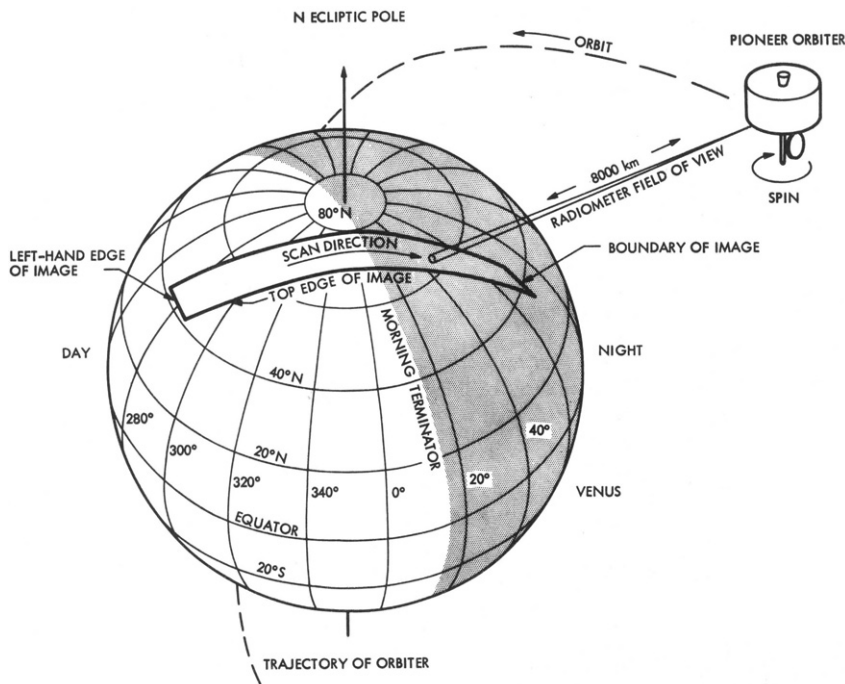 N ECLIPTIC POLE
ORBIT
PIONEER ORBITER
8000 km
RADIOMETER FIELD OF VIEW
SPIN
80°N
LEFT-HAND EDGE
OF IMAGE
SCAN DIRECTION
BOUNDARY OF IMAGE
TOP EDGE OF IMAGE
DAY
MORNING TERMINATOR
NIGHT
40°N
280°
300°
20°N
40°
320°
340°
0°
20°
VENUS
EQUATOR
20°S
TRAJECTORY OF ORBITER